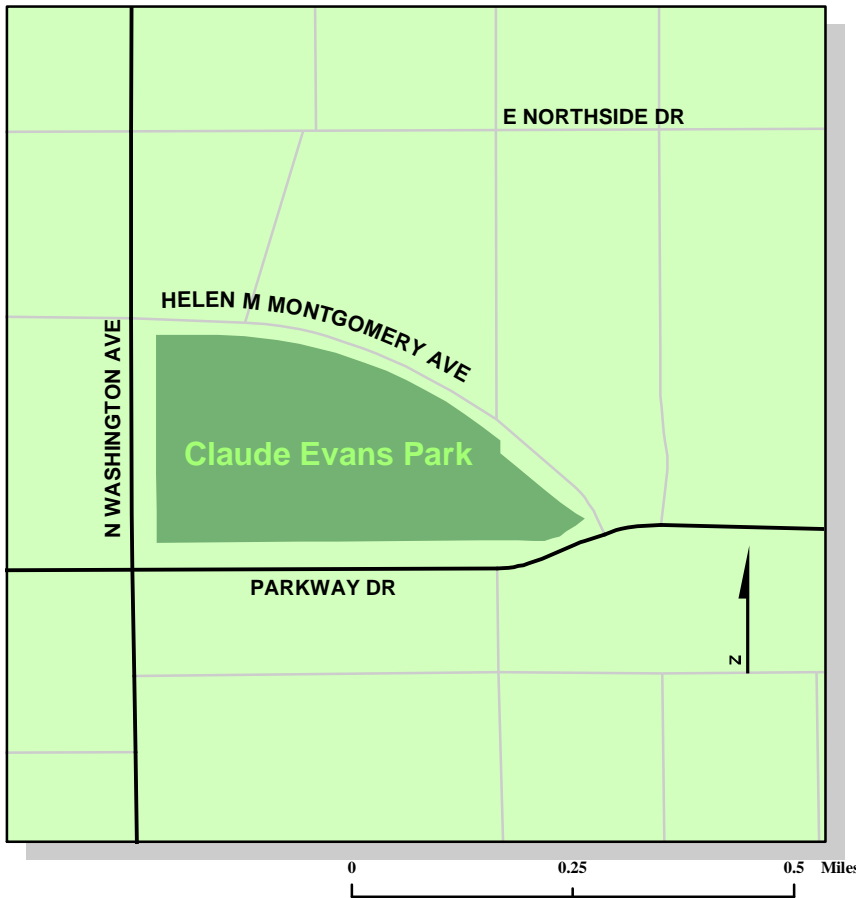 E NORTHSIDE DR
HELEN M MONTGOMERY AVE
N WASHINGTON AVE
Claude Evans Park
PARKWAY DR
N
0 0.25 0.5 Miles